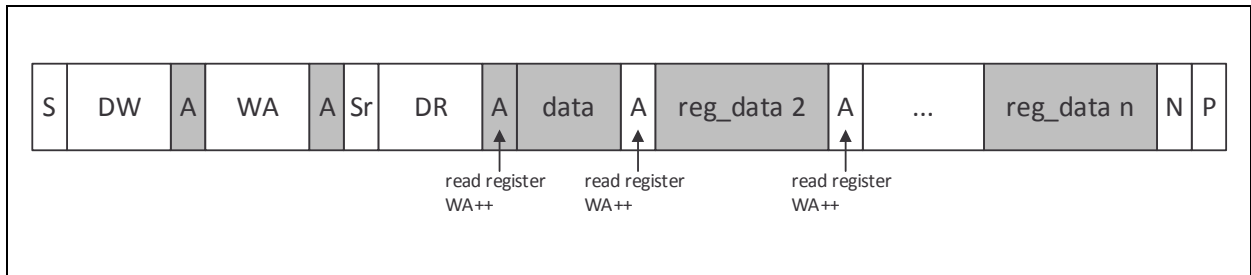 S DW A WA A Sr DR A data A reg_data 2 A ... reg_data n N P
read register read register read register
WA++ WA++ WA++